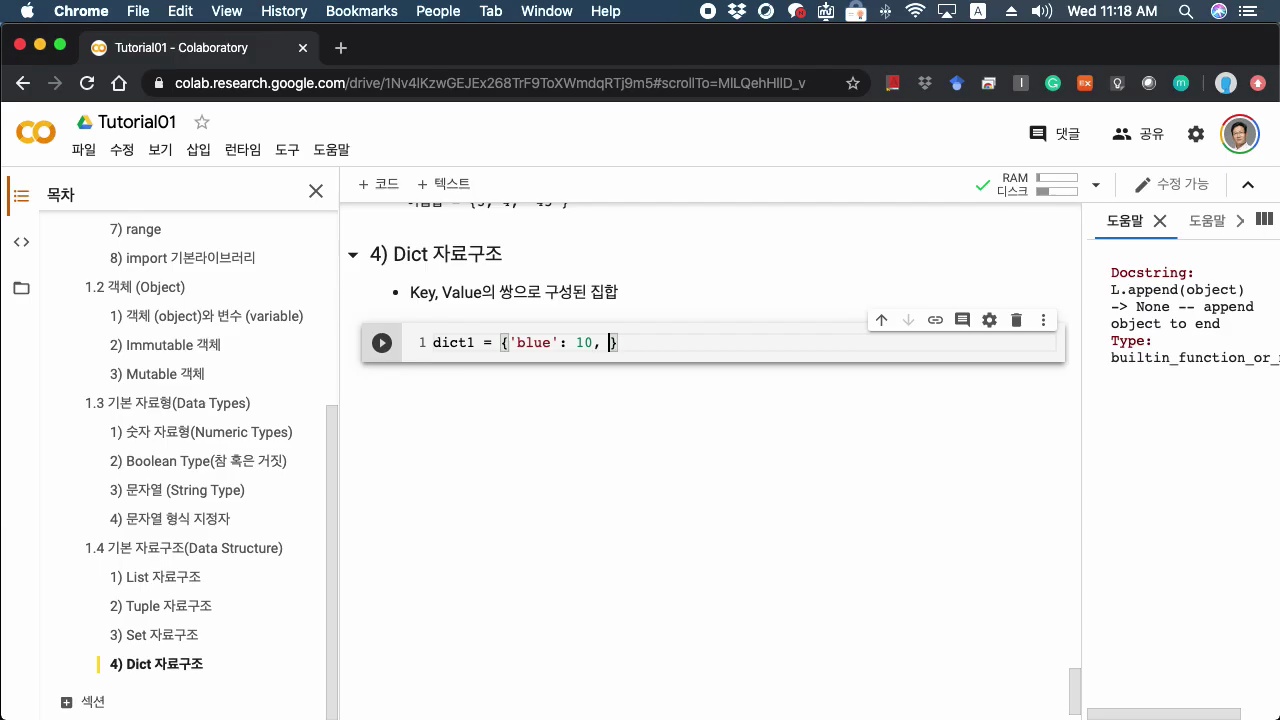 Chrome File Edit View History Bookmarks People Tab Window Help A Wed 11:18 AM
Tutorial01 - Colaboratory
colab.research.google.com/drive/1Nv4lKzwGEJEx268TrF9ToXWmdqRTj9m5#scrollTo=MlLQehHlID_v
Tutorial01
댓글 공유
파일 수정 보기 삽입 런타임 도구 도움말
목차
+ 코드 + 텍스트
RAM
디스크
수정 가능
7) range
8) import 기본라이브러리
1.2 객체 (Object)
1) 객체 (object)와 변수 (variable)
2) Immutable 객체
3) Mutable 객체
1.3 기본 자료형(Data Types)
1) 숫자 자료형(Numeric Types)
2) Boolean Type(참 혹은 거짓)
3) 문자열 (String Type)
4) 문자열 형식 지정자
1.4 기본 자료구조(Data Structure)
1) List 자료구조
2) Tuple 자료구조
3) Set 자료구조
4) Dict 자료구조
섹션
4) Dict 자료구조
• Key, Value의 쌍으로 구성된 집합
1 dict1 = {'blue': 10, }
도움말 도움말
Docstring:
L.append(object)
-> None -- append
object to end
Type:
builtin_function_or_